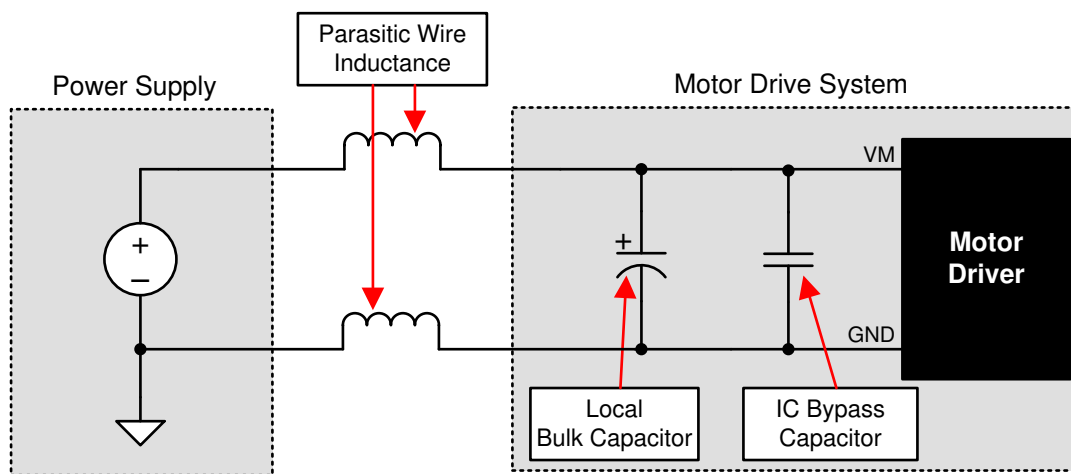 Parasitic Wire
Inductance
Power Supply
Motor Drive System
VM
+
–
+
Motor
Driver
GND
Local
Bulk Capacitor
IC Bypass
Capacitor